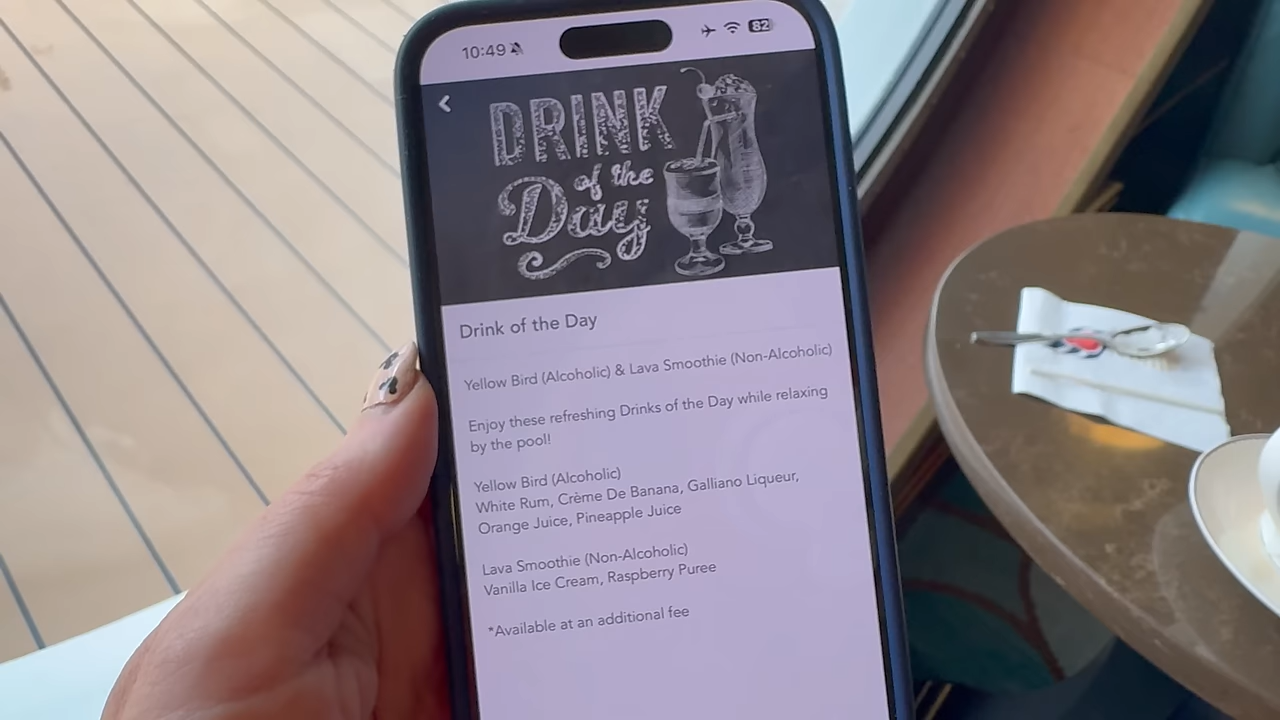 10:49
82
DRINK
of the
Day
Drink of the Day
Yellow Bird (Alcoholic) & Lava Smoothie (Non-Alcoholic)
Enjoy these refreshing Drinks of the Day while relaxing
by the pool!
Yellow Bird (Alcoholic)
White Rum, Crème De Banana, Galliano Liqueur,
Orange Juice, Pineapple Juice
Lava Smoothie (Non-Alcoholic)
Vanilla Ice Cream, Raspberry Puree
*Available at an additional fee